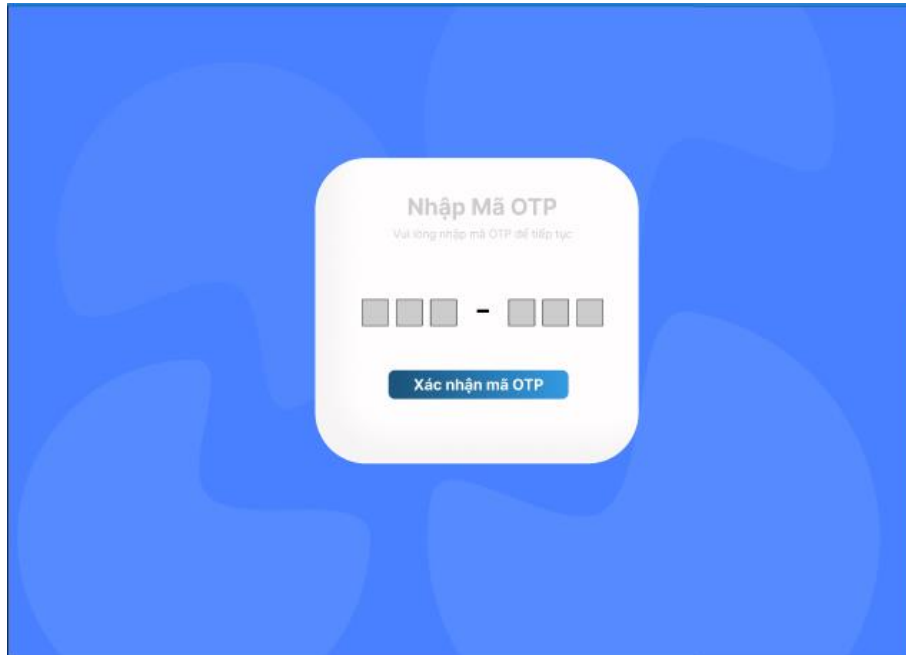 Nhập Mã OTP
Vui lòng nhập mã OTP để tiếp tục
-
Xác nhận mã OTP